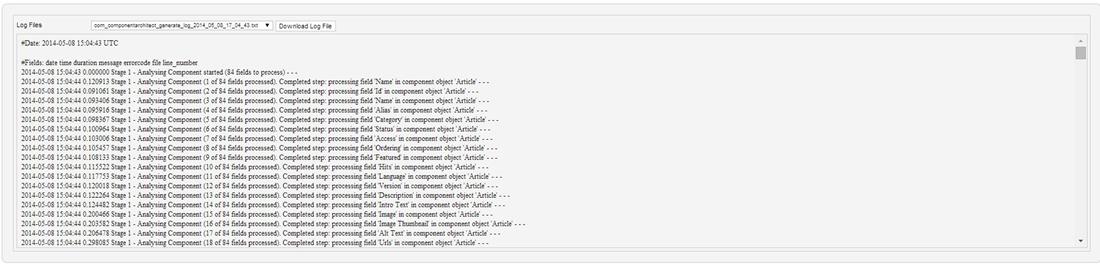 Log Files com_componentarchitect_generate_log_2014_05_08_17_04_43.txt Download Log File
#Date: 2014-05-08 15:04:43 UTC
#Fields: date time duration message errorcode file line_number
2014-05-08 15:04:43 0.000000 Stage 1 - Analysing Component started (84 fields to process) - - -
2014-05-08 15:04:44 0.120913 Stage 1 - Analysing Component (1 of 84 fields processed). Completed step: processing field 'Name' in component object 'Article' - - -
2014-05-08 15:04:44 0.091061 Stage 1 - Analysing Component (2 of 84 fields processed). Completed step: processing field 'Id' in component object 'Article' - - -
2014-05-08 15:04:44 0.093406 Stage 1 - Analysing Component (3 of 84 fields processed). Completed step: processing field 'Name' in component object 'Article' - - -
2014-05-08 15:04:44 0.095916 Stage 1 - Analysing Component (4 of 84 fields processed). Completed step: processing field 'Alias' in component object 'Article' - - -
2014-05-08 15:04:44 0.098367 Stage 1 - Analysing Component (5 of 84 fields processed). Completed step: processing field 'Category' in component object 'Article' - - -
2014-05-08 15:04:44 0.100964 Stage 1 - Analysing Component (6 of 84 fields processed). Completed step: processing field 'Status' in component object 'Article' - - -
2014-05-08 15:04:44 0.103006 Stage 1 - Analysing Component (7 of 84 fields processed). Completed step: processing field 'Access' in component object 'Article' - - -
2014-05-08 15:04:44 0.105457 Stage 1 - Analysing Component (8 of 84 fields processed). Completed step: processing field 'Ordering' in component object 'Article' - - -
2014-05-08 15:04:44 0.108133 Stage 1 - Analysing Component (9 of 84 fields processed). Completed step: processing field 'Featured' in component object 'Article' - - -
2014-05-08 15:04:44 0.115522 Stage 1 - Analysing Component (10 of 84 fields processed). Completed step: processing field 'Hits' in component object 'Article' - - -
2014-05-08 15:04:44 0.117753 Stage 1 - Analysing Component (11 of 84 fields processed). Completed step: processing field 'Language' in component object 'Article' - - -
2014-05-08 15:04:44 0.120018 Stage 1 - Analysing Component (12 of 84 fields processed). Completed step: processing field 'Version' in component object 'Article' - - -
2014-05-08 15:04:44 0.122264 Stage 1 - Analysing Component (13 of 84 fields processed). Completed step: processing field 'Description' in component object 'Article' - - -
2014-05-08 15:04:44 0.124482 Stage 1 - Analysing Component (14 of 84 fields processed). Completed step: processing field 'Intro Text' in component object 'Article' - - -
2014-05-08 15:04:44 0.200466 Stage 1 - Analysing Component (15 of 84 fields processed). Completed step: processing field 'Image' in component object 'Article' - - -
2014-05-08 15:04:44 0.203582 Stage 1 - Analysing Component (16 of 84 fields processed). Completed step: processing field 'Image Thumbnail' in component object 'Article' - - -
2014-05-08 15:04:44 0.206478 Stage 1 - Analysing Component (17 of 84 fields processed). Completed step: processing field 'Alt Text' in component object 'Article' - - -
2014-05-08 15:04:44 0.298085 Stage 1 - Analysing Component (18 of 84 fields processed). Completed step: processing field 'Urls' in component object 'Article' - - -